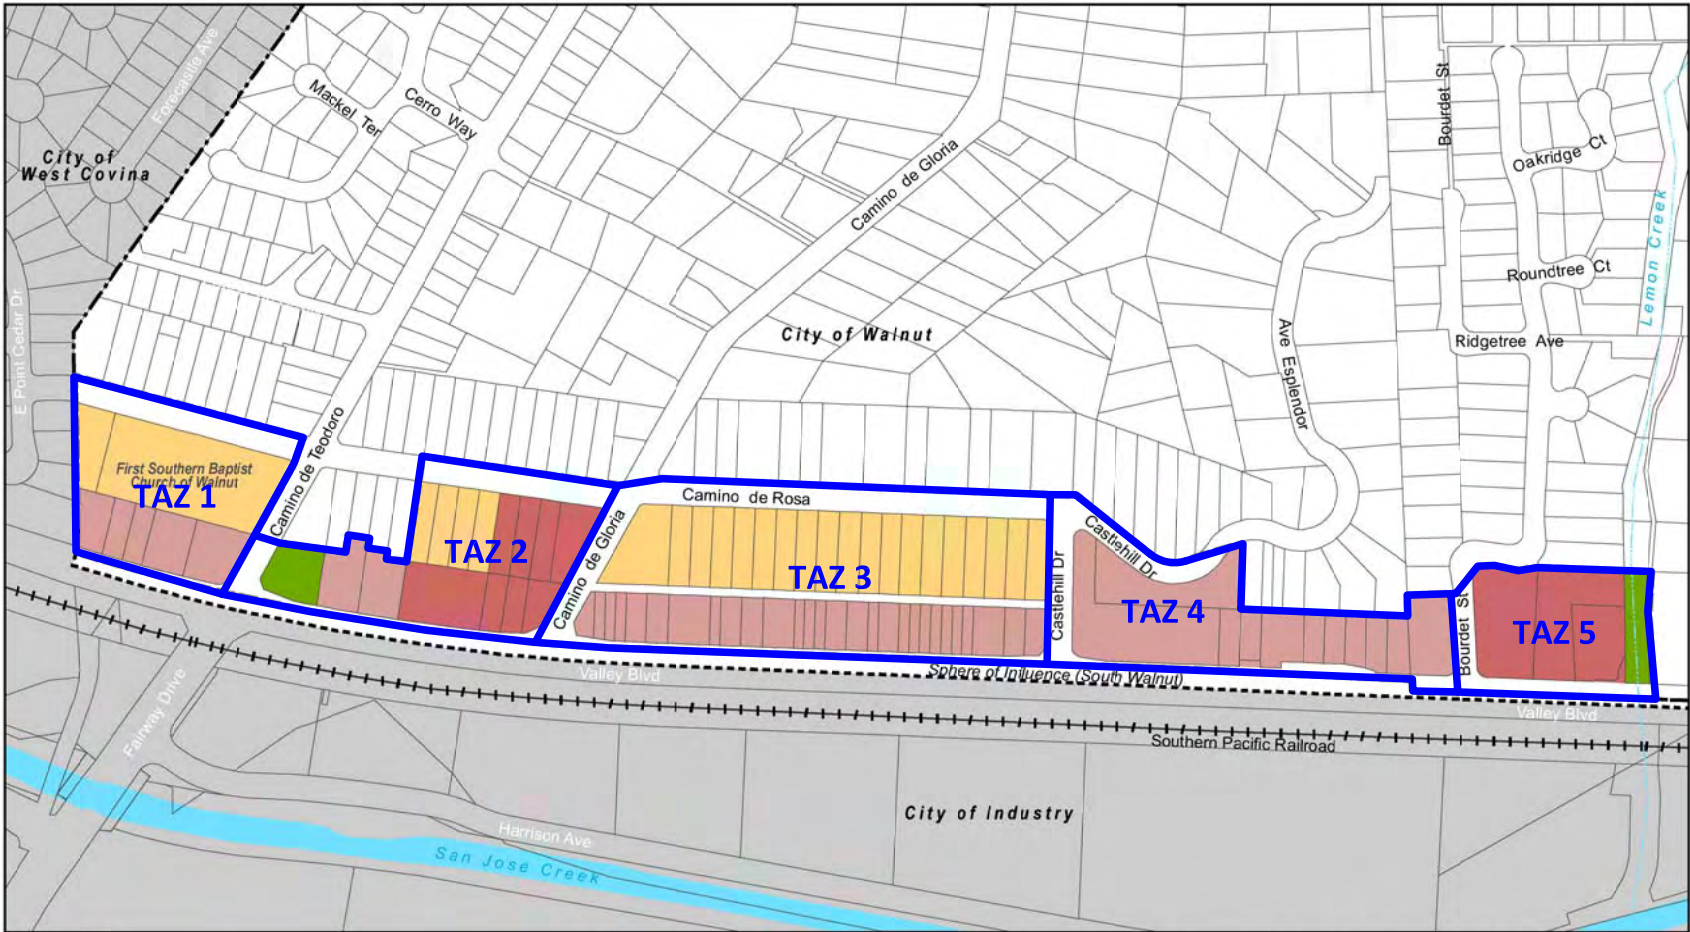 Forecastle Ave
Mackel Ter
Cerro Way
Bourdet St
City of
West Covina
Oakridge Ct
Camino de Gloria
Lemon Creek
Roundtree Ct
E Point Cedar Dr
City of Walnut
Ridgetree Ave
Ave Esplendor
Camino de Teodoro
First Southern Baptist
Church of Walnut
TAZ 1
Camino de Rosa
Camino de Gloria
TAZ 2
Castlehill Dr
Castlehill Dr
TAZ 3
TAZ 4
Bourdet St
TAZ 5
Sphere of Influence (South Walnut)
Valley Blvd
Fairway Drive
Valley Blvd
Southern Pacific Railroad
City of Industry
Harrison Ave
San Jose Creek